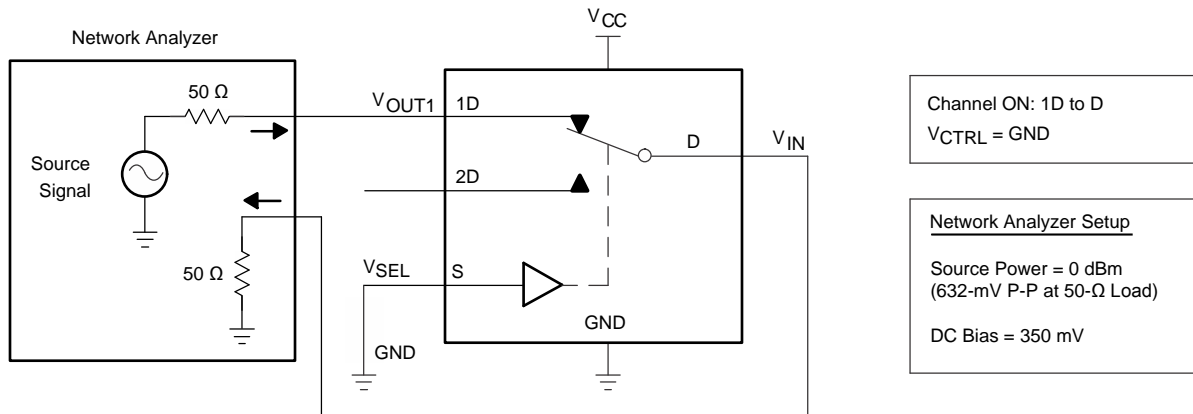 VCC
Network Analyzer
50 Ω
VOUT1 1D
Source
Signal
D
VIN
2D
50 Ω
VSEL S
GND
GND
Channel ON: 1D to D
VCTRL = GND
Network Analyzer Setup
Source Power = 0 dBm
(632-mV P-P at 50-Ω Load)
DC Bias = 350 mV